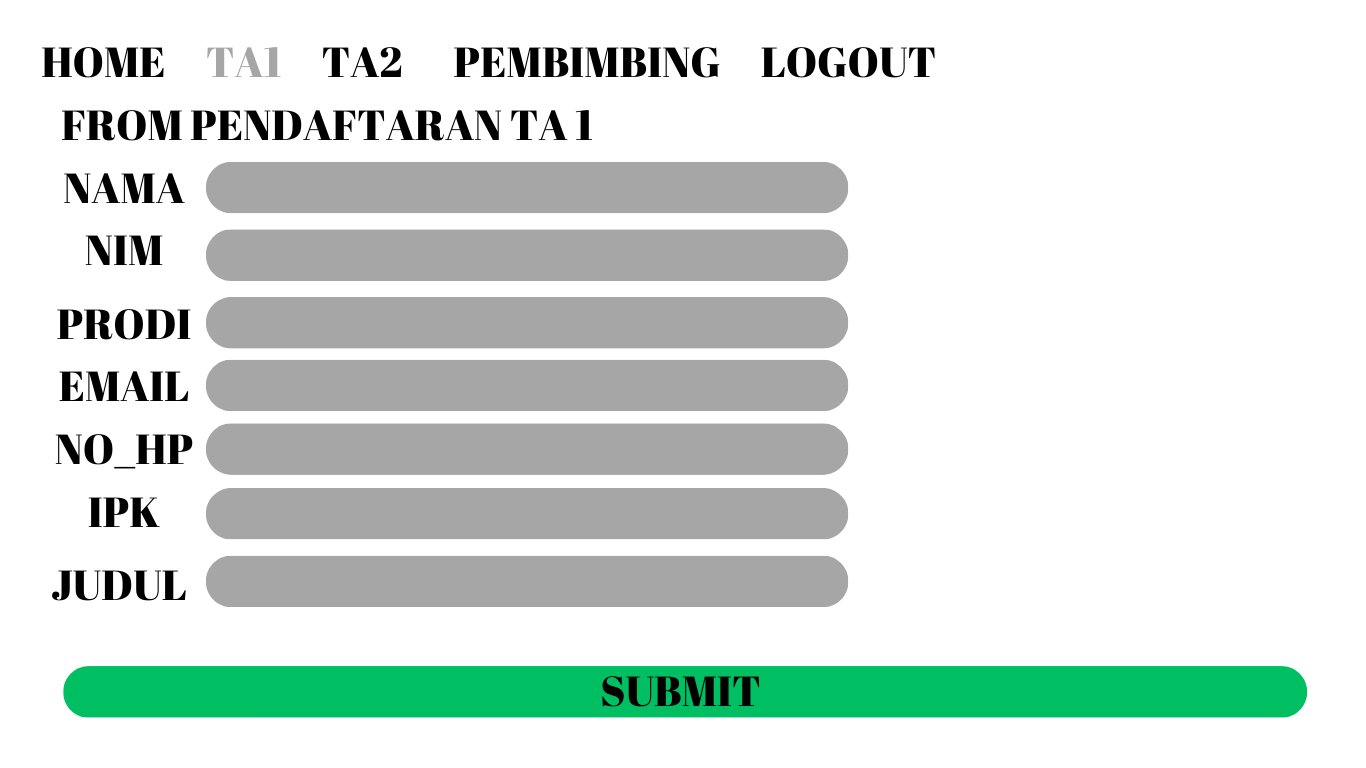 HOME TA1 TA2 PEMBIMBING LOGOUT
FROM PENDAFTARAN TA 1
NAMA
NIM
PRODI
EMAIL
NO_HP
IPK
JUDUL
SUBMIT